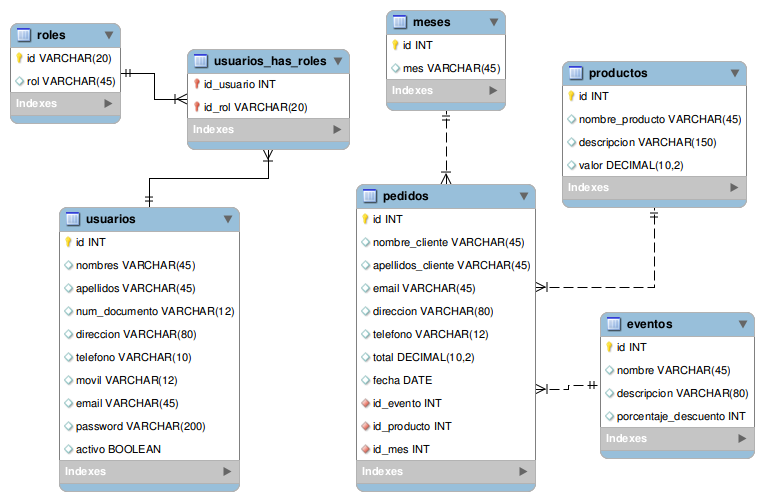 roles
id VARCHAR(20)
rol VARCHAR(45)
Indexes
usuarios_has_roles
id_usuario INT
id_rol VARCHAR(20)
Indexes
meses
id INT
mes VARCHAR(45)
Indexes
productos
id INT
nombre_producto VARCHAR(45)
descripcion VARCHAR(150)
valor DECIMAL(10,2)
Indexes
usuarios
id INT
nombres VARCHAR(45)
apellidos VARCHAR(45)
num_documento VARCHAR(12)
direccion VARCHAR(80)
telefono VARCHAR(10)
movil VARCHAR(12)
email VARCHAR(45)
password VARCHAR(200)
activo BOOLEAN
Indexes
pedidos
id INT
nombre_cliente VARCHAR(45)
apellidos_cliente VARCHAR(45)
email VARCHAR(45)
direccion VARCHAR(80)
telefono VARCHAR(12)
total DECIMAL(10,2)
fecha DATE
id_evento INT
id_producto INT
id_mes INT
Indexes
eventos
id INT
nombre VARCHAR(45)
descripcion VARCHAR(80)
porcentaje_descuento INT
Indexes